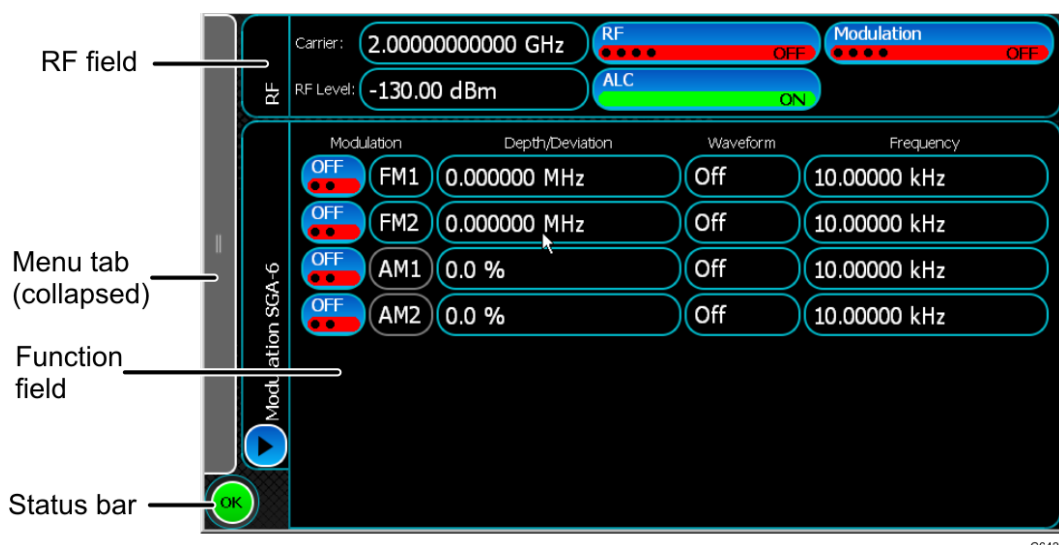 RF field
Carrier: 2.00000000000 GHz
RF OFF
Modulation OFF
RF
RF Level: -130.00 dBm
ALC ON
Modulation Depth/Deviation Waveform Frequency
OFF FM1 0.000000 MHz Off 10.00000 kHz
OFF FM2 0.000000 MHz Off 10.00000 kHz
OFF AM1 0.0 % Off 10.00000 kHz
OFF AM2 0.0 % Off 10.00000 kHz
Menu tab
(collapsed)
Modulation SGA-6
Function
field
Status bar
OK